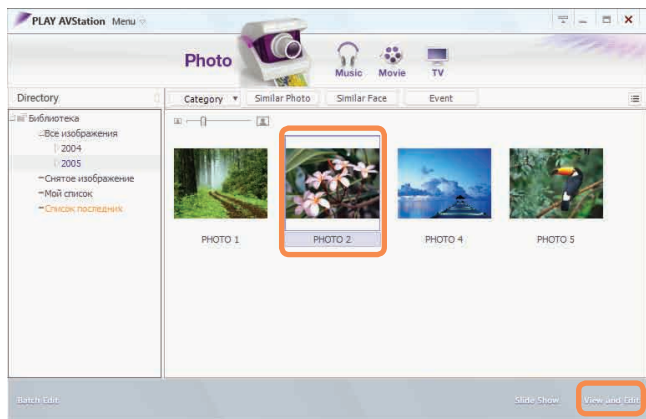 PLAY AVStation Menu
Photo
Music Movie TV
Directory
Category Similar Photo Similar Face Event
Библиотека
Все изображения
2004
2005
Снятое изображение
Мой список
Список последних
PHOTO 1 PHOTO 2 PHOTO 4 PHOTO 5
Batch Edit Slide Show View and Edit